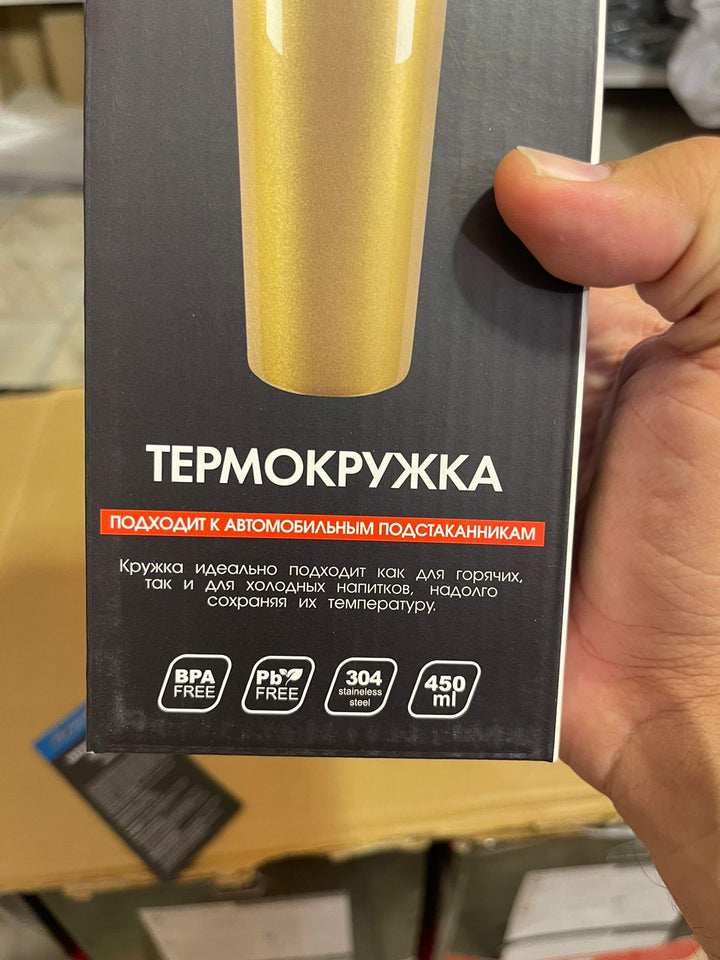 ТЕРМОКРУЖКА
ПОДХОДИТ К АВТОМОБИЛЬНЫМ ПОДСТАКАННИКАМ
Кружка идеально подходит как для горячих,
так и для холодных напитков, надолго
сохраняя их температуру.
BPA
FREE
Pb
FREE
304
staineless
steel
450
ml